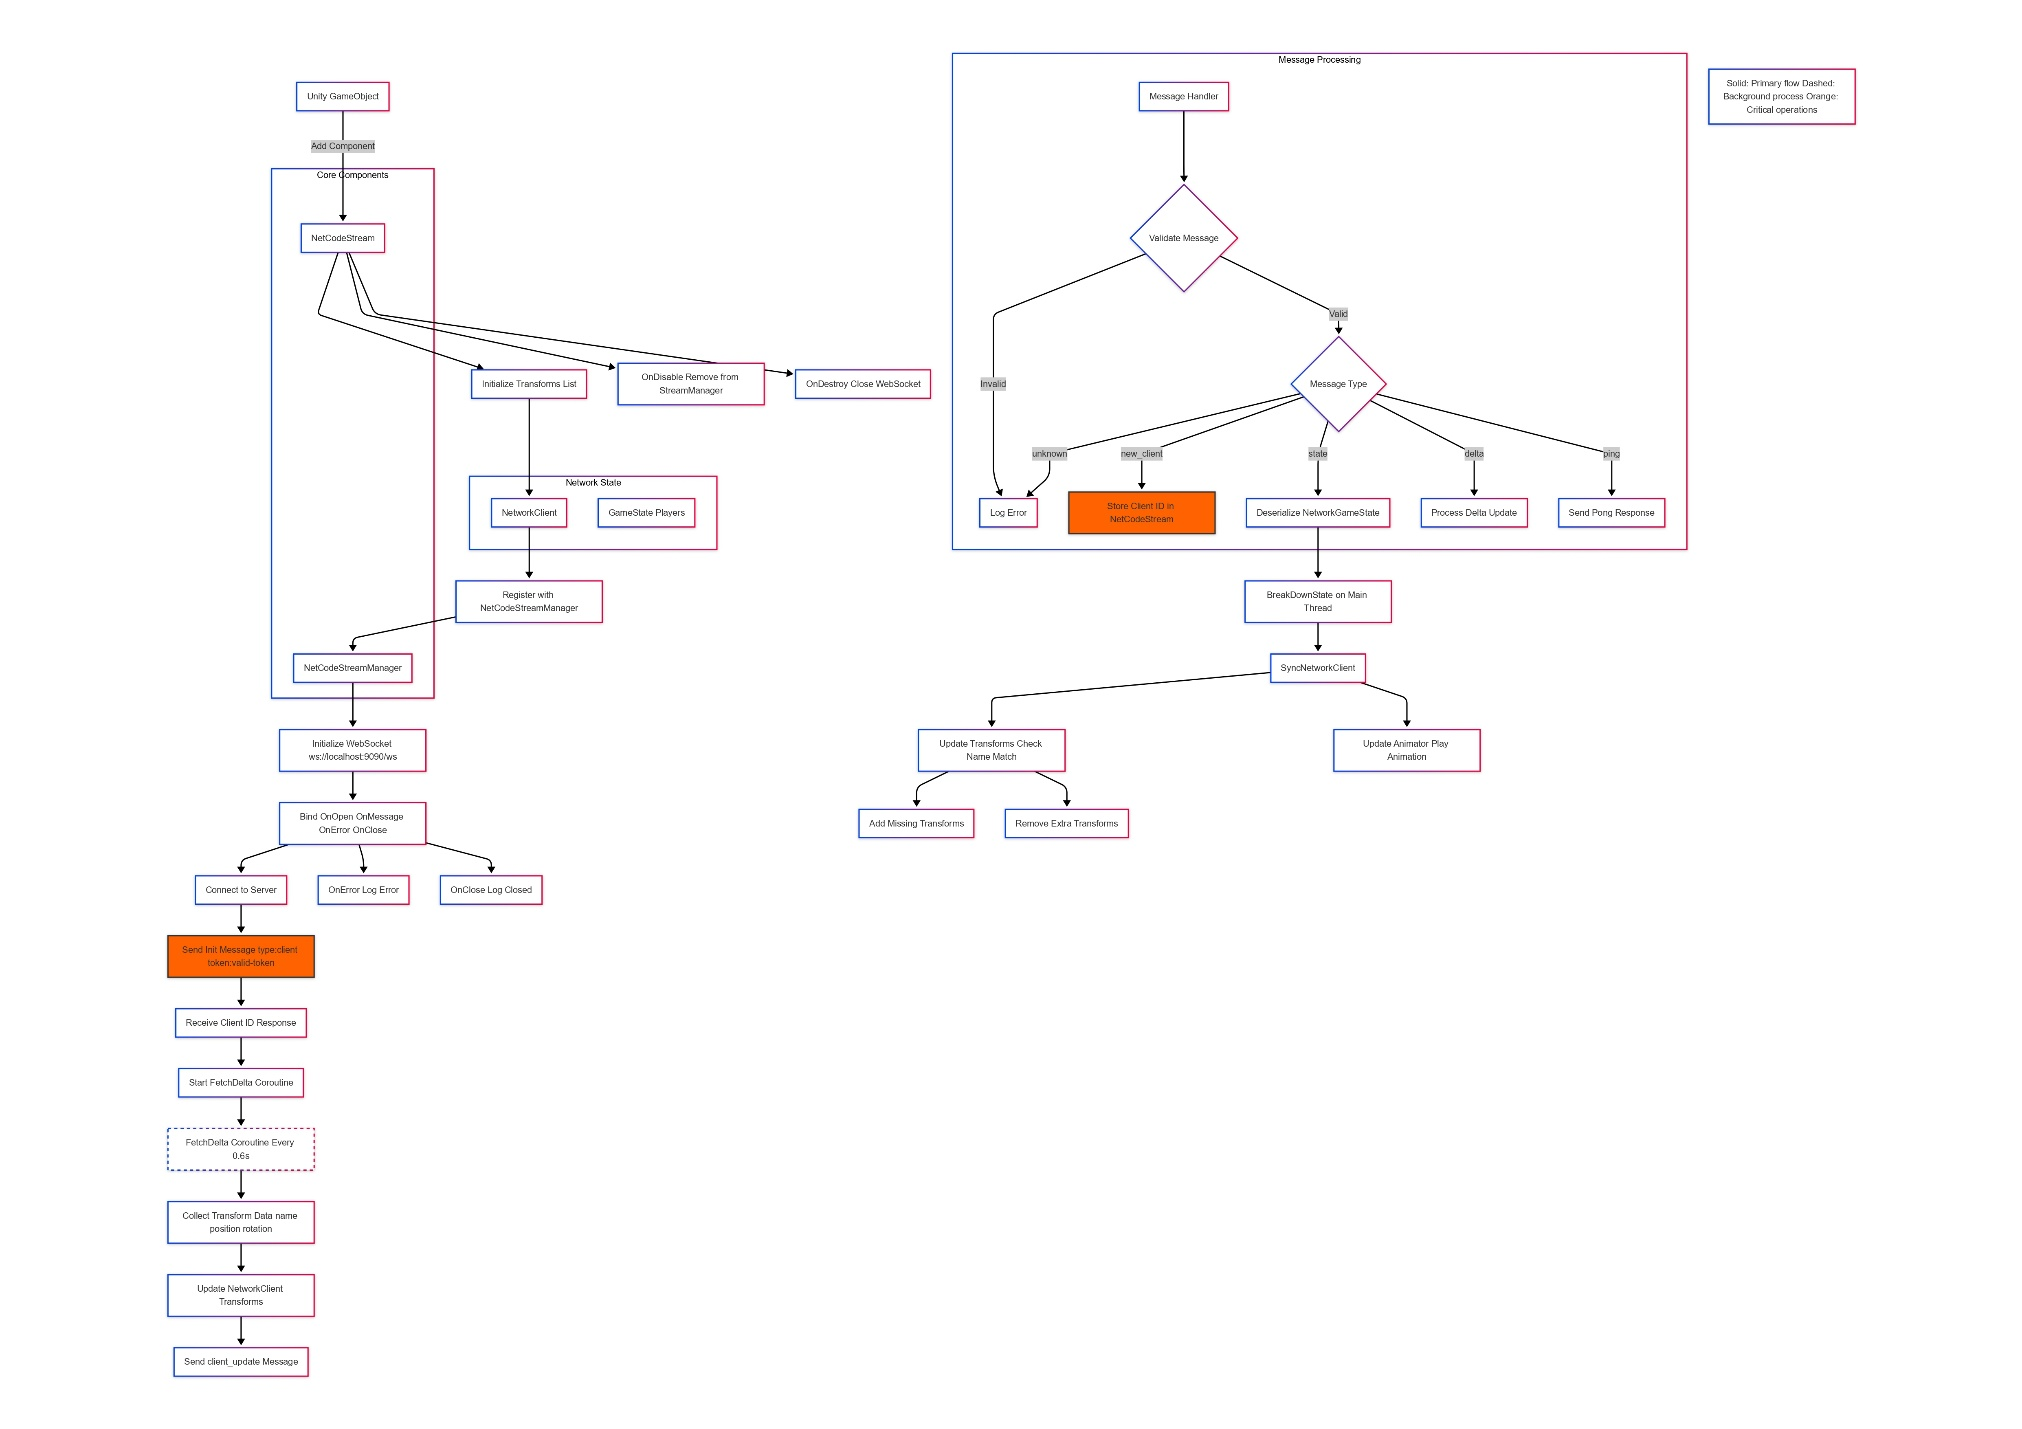 Unity GameObject
Add Component
Core Components
NetCodeStream
Initialize Transforms List
OnDisable Remove from
StreamManager
OnDestroy Close WebSocket
Network State
NetworkClient
GameState Players
Register with
NetCodeStreamManager
NetCodeStreamManager
Initialize WebSocket
ws://localhost:9090/ws
Bind OnOpen OnMessage
OnError OnClose
Connect to Server
OnError Log Error
OnClose Log Closed
Send Init Message type:client
token:valid-token
Receive Client ID Response
Start FetchDelta Coroutine
FetchDelta Coroutine Every
0.6s
Collect Transform Data name
position rotation
Update NetworkClient
Transforms
Send client_update Message
Message Processing
Message Handler
Validate Message
Valid
Invalid
Message Type
unknown
new_client
state
delta
ping
Log Error
Store Client ID in
NetCodeStream
Deserialize NetworkGameState
Process Delta Update
Send Pong Response
BreakDownState on Main
Thread
SyncNetworkClient
Update Transforms Check
Name Match
Update Animator Play
Animation
Add Missing Transforms
Remove Extra Transforms
Solid: Primary flow Dashed:
Background process Orange:
Critical operations